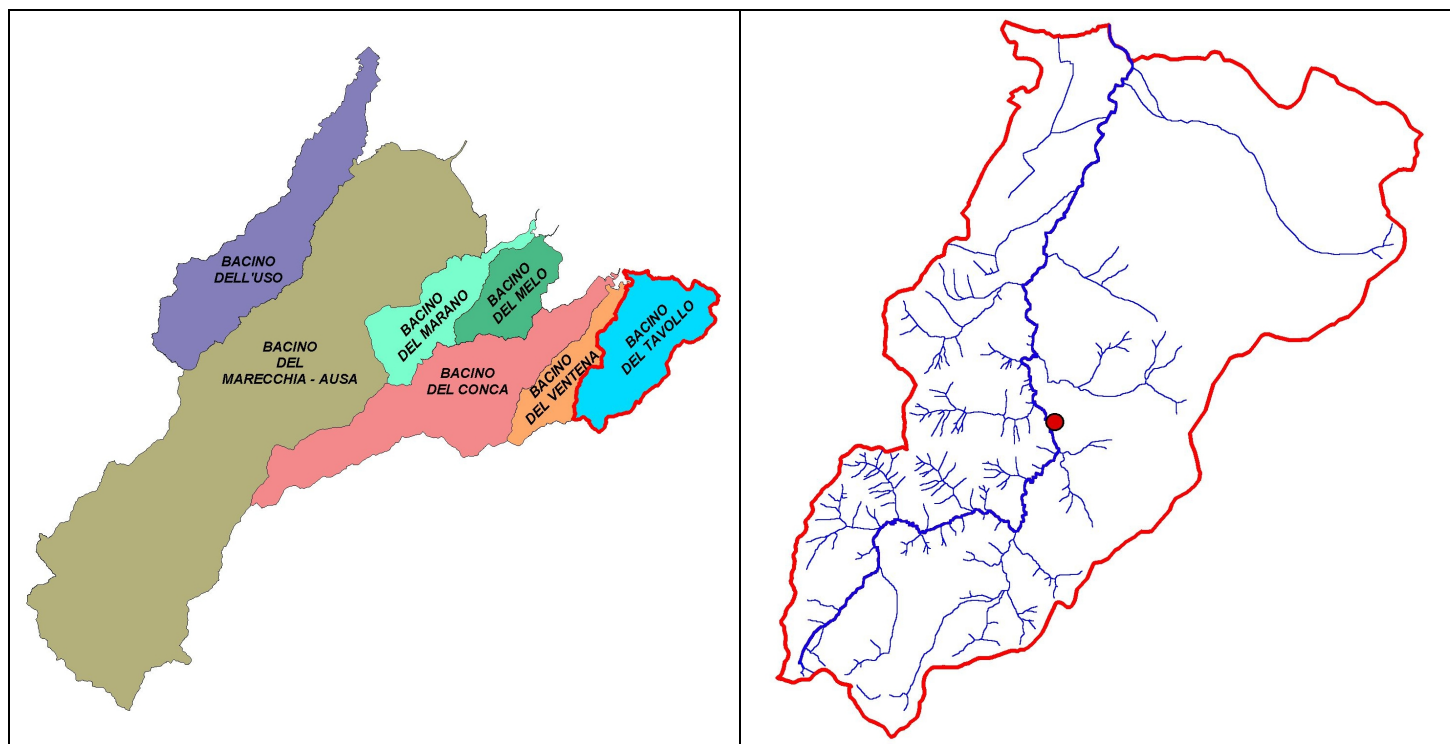 BACINO
DELL'USO
BACINO
DEL
MARECCHIA - AUSA
BACINO
DEL MARANO
BACINO
DEL MELO
BACINO
DEL CONCA
BACINO
DEL VENTENA
BACINO
DEL TAVOLLO